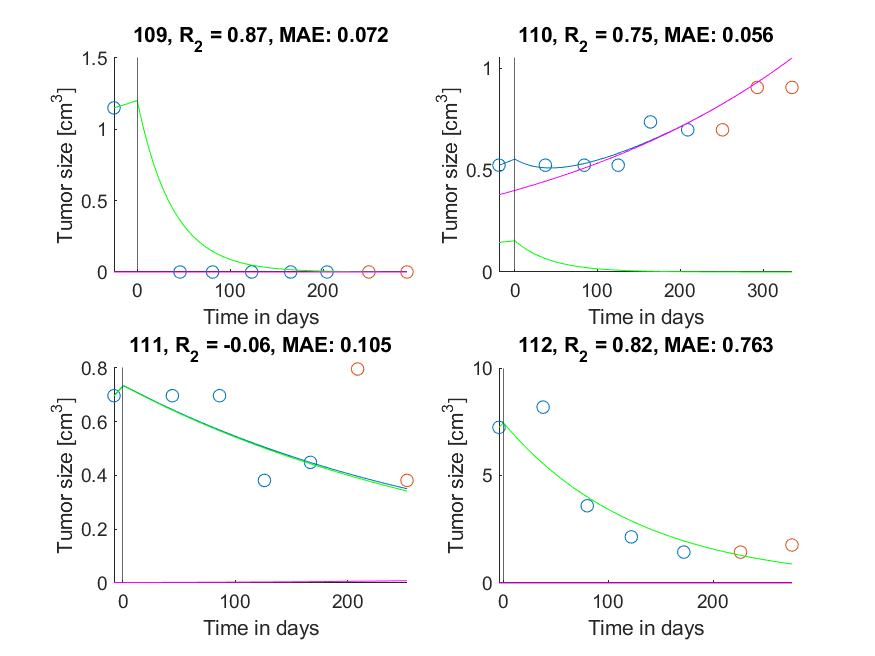 109, R2 = 0.87, MAE: 0.072
1.5
1
0.5
0
Tumor size [cm3]
0 100 200
Time in days
110, R2 = 0.75, MAE: 0.056
1
0.5
0
Tumor size [cm3]
0 100 200 300
Time in days
111, R2 = -0.06, MAE: 0.105
0.8
0.6
0.4
0.2
0
Tumor size [cm3]
0 100 200
Time in days
112, R2 = 0.82, MAE: 0.763
10
5
0
Tumor size [cm3]
0 100 200
Time in days